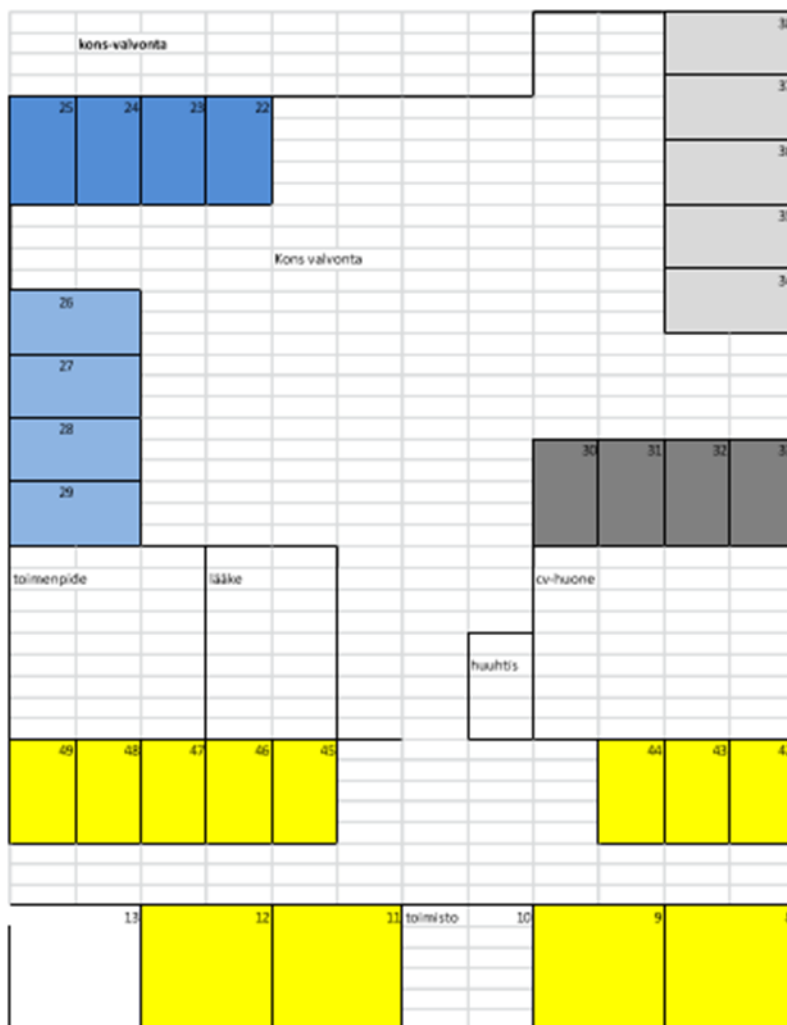 kons-valvonta
25 24 23 22
Kons valvonta
26
27
28
29
30 31 32
toimenpide lääke cv-huone
huuhtis
49 48 47 46 45 44 43
13 12 11 toimisto 10 9